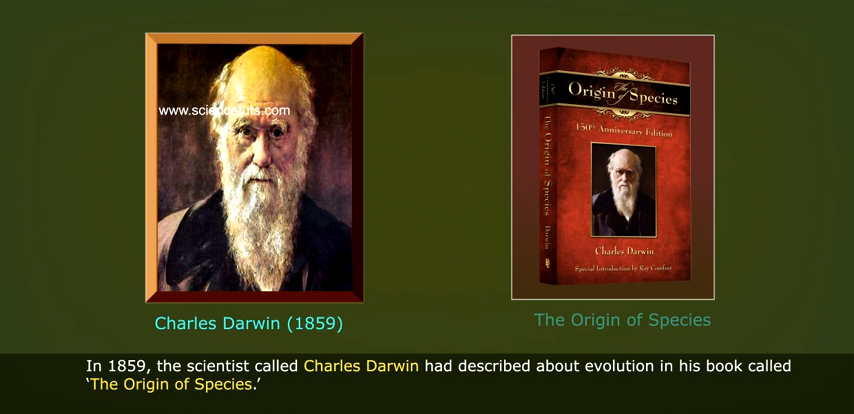 www.sciencetuts.com
Origin The of Species
150th Anniversary Edition
The Origin of Species
Darwin
Charles Darwin
Special Introduction by Ray Comfort
Charles Darwin (1859)
The Origin of Species
In 1859, the scientist called Charles Darwin had described about evolution in his book called
‘The Origin of Species.’